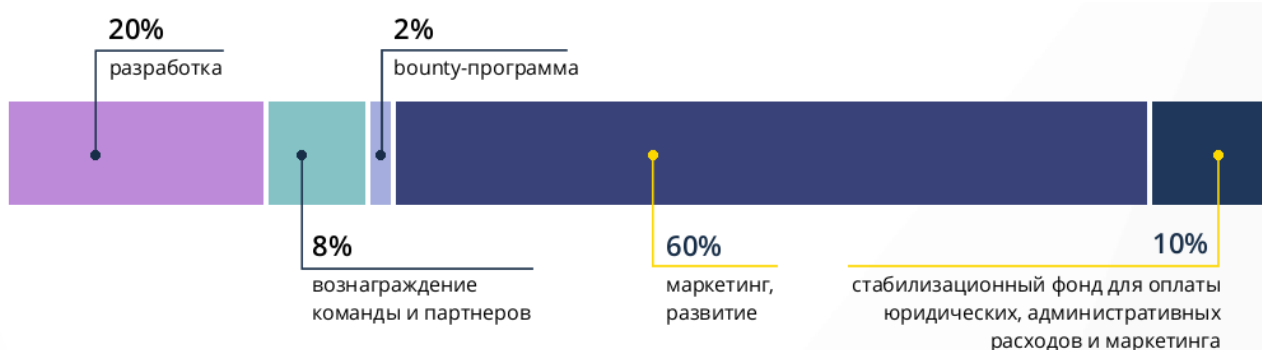 20%
разработка
2%
bounty-программа
8%
вознаграждение
команды и партнеров
60%
маркетинг,
развитие
10%
стабилизационный фонд для оплаты
юридических, административных
расходов и маркетинга